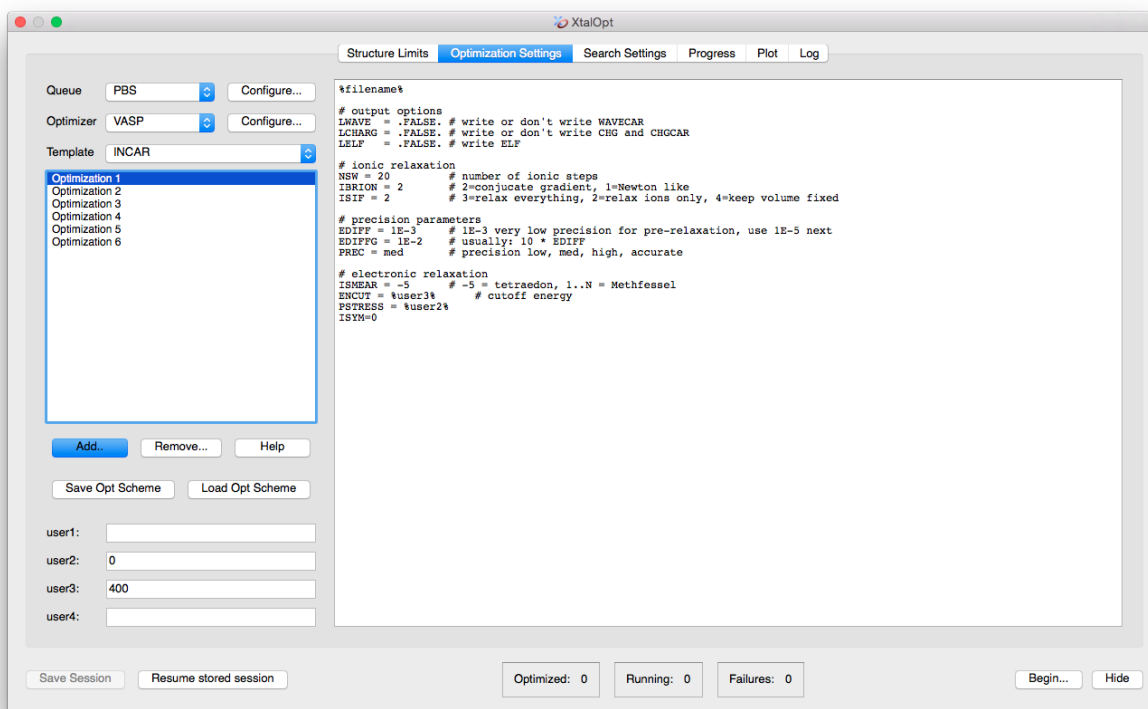 XtalOpt
Structure Limits Optimization Settings Search Settings Progress Plot Log
Queue PBS Configure...
Optimizer VASP Configure...
Template INCAR
Optimization 1
Optimization 2
Optimization 3
Optimization 4
Optimization 5
Optimization 6
Add.. Remove... Help
Save Opt Scheme Load Opt Scheme
user1:
user2: 0
user3: 400
user4:
%filename%
# output options
LWAVE = .FALSE. # write or don't write WAVECAR
LCHARG = .FALSE. # write or don't write CHG and CHGCAR
LELF = .FALSE. # write ELF
# ionic relaxation
NSW = 20 # number of ionic steps
IBRION = 2 # 2=conjucate gradient, 1=Newton like
ISIF = 2 # 3=relax everything, 2=relax ions only, 4=keep volume fixed
# precision parameters
EDIFF = 1E-3 # 1E-3 very low precision for pre-relaxation, use 1E-5 next
EDIFFG = 1E-2 # usually: 10 * EDIFF
PREC = med # precision low, med, high, accurate
# electronic relaxation
ISMEAR = -5 # -5 = tetraedon, 1..N = Methfessel
ENCUT = %user3% # cutoff energy
PSTRESS = %user2%
ISYM=0
Save Session Resume stored session Optimized: 0 Running: 0 Failures: 0 Begin... Hide